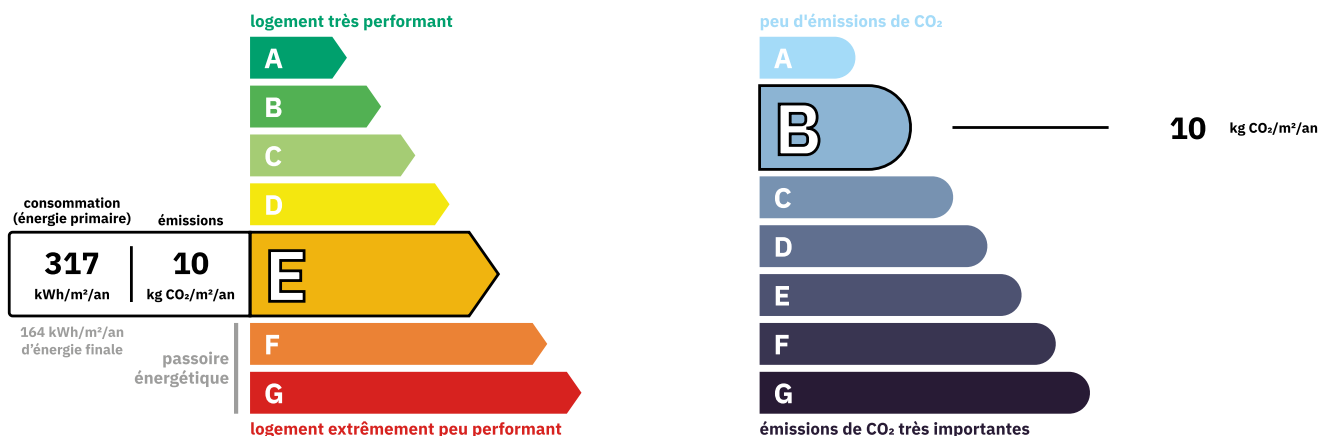 logement très performant
A
B
C
D
consommation
(énergie primaire)
émissions
317
kWh/m²/an
10
kg CO₂/m²/an
E
164 kWh/m²/an
d'énergie finale
passoire
énergétique
F
G
logement extrêmement peu performant
peu d'émissions de CO₂
A
B
10 kg CO₂/m²/an
C
D
E
F
G
émissions de CO₂ très importantes